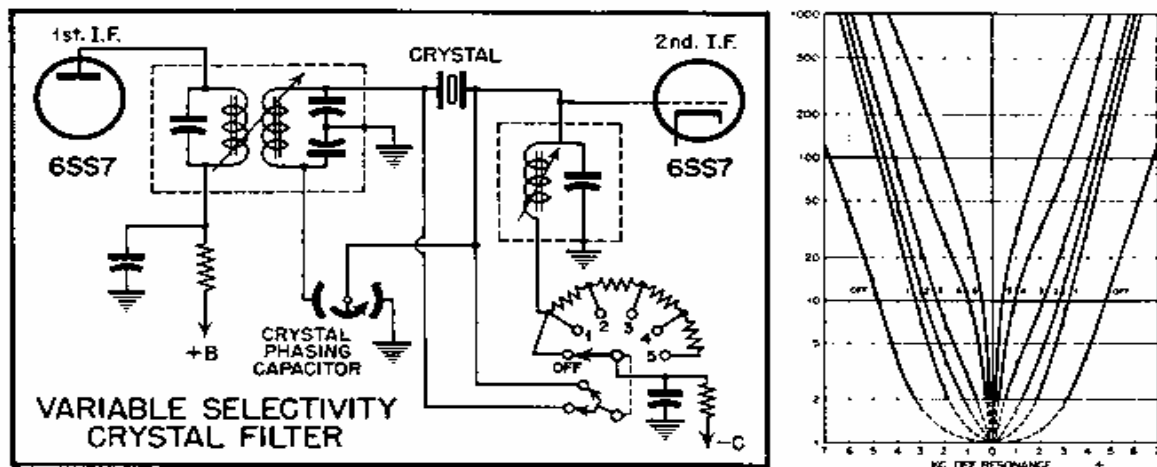 1st. I.F.
2nd. I.F.
CRYSTAL
6SS7
6SS7
+B
CRYSTAL
PHASING
CAPACITOR
1
2
3
4
5
OFF
-C
VARIABLE SELECTIVITY
CRYSTAL FILTER
1000
500
200
100
50
20
10
5
2
1
OFF
OFF
7 6 5 4 3 2 1 0 1 2 3 4 5 6 7
KC. OFF RESONANCE +